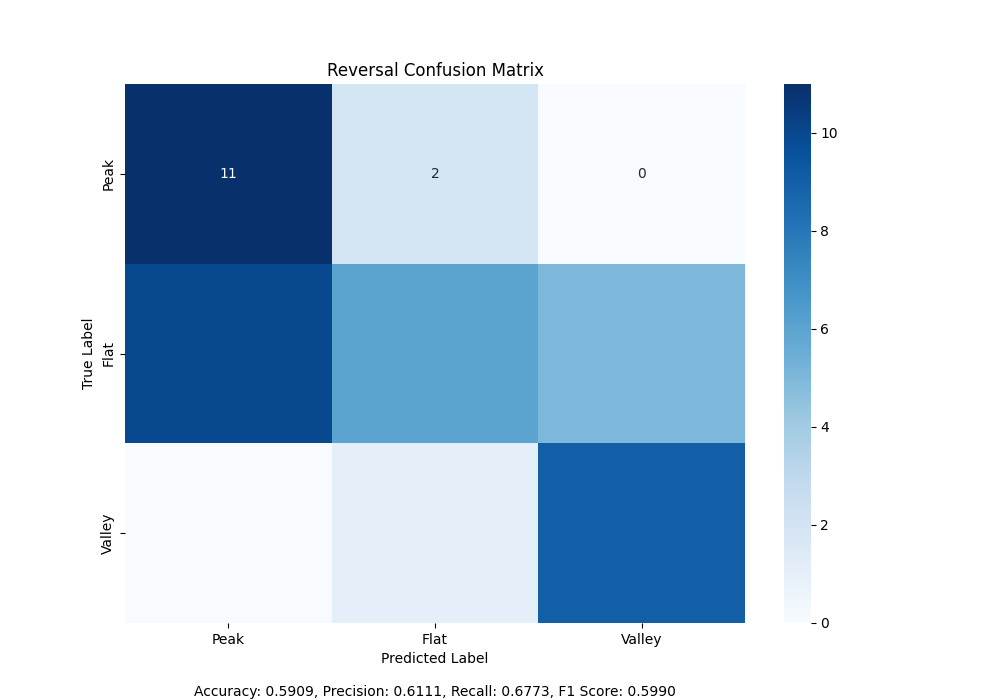 Reversal Confusion Matrix
11 2 0
Peak
Flat
Valley
True Label
Peak Flat Valley
Predicted Label
10
8
6
4
2
0
Accuracy: 0.5909, Precision: 0.6111, Recall: 0.6773, F1 Score: 0.5990